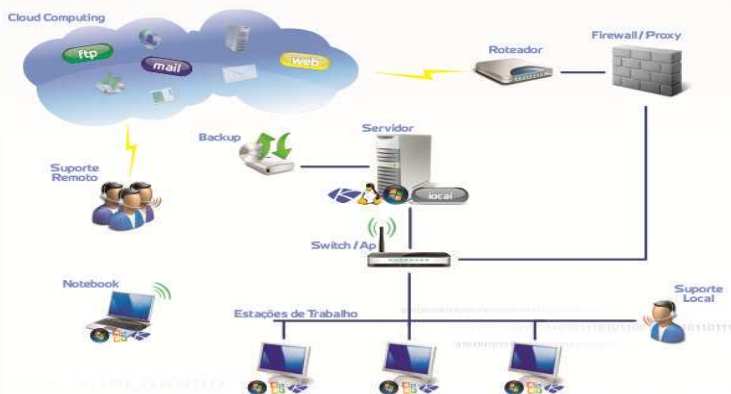 Cloud Computing
ftp
mail
web
Roteador
Firewall / Proxy
Backup
Servidor
local
Suporte
Remoto
Switch / Ap
Notebook
Estações de Trabalho
Suporte
Local